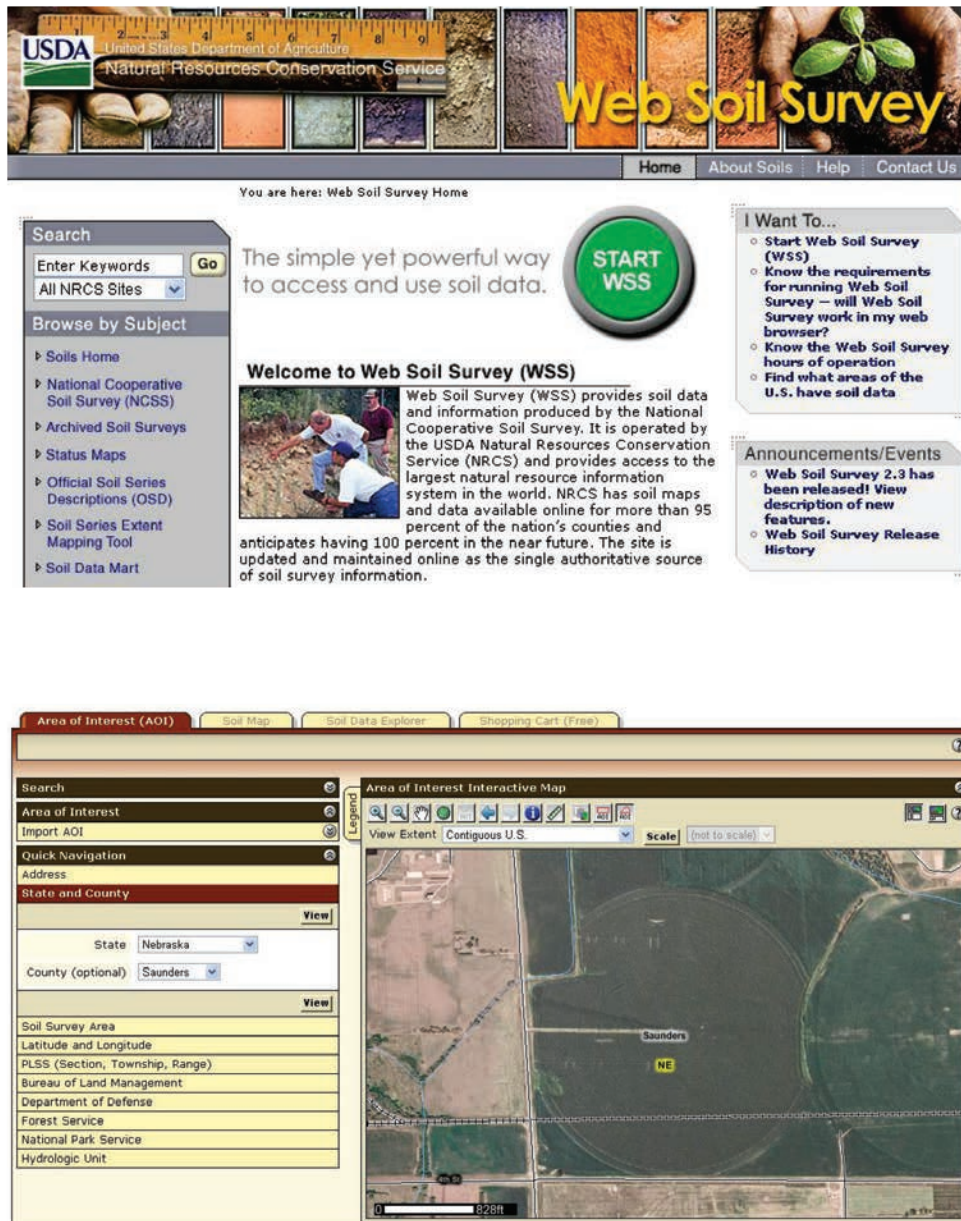 1 2 3 4 5 6 7 8 9
USDA
United States Department of Agriculture
Natural Resources Conservation Service
Web Soil Survey
Home About Soils Help Contact Us
You are here: Web Soil Survey Home
Search
Enter Keywords Go
All NRCS Sites
Browse by Subject
Soils Home
National Cooperative
Soil Survey (NCSS)
Archived Soil Surveys
Status Maps
Official Soil Series
Descriptions (OSD)
Soil Series Extent
Mapping Tool
Soil Data Mart
The simple yet powerful way
to access and use soil data.
START
WSS
Welcome to Web Soil Survey (WSS)
Web Soil Survey (WSS) provides soil data
and information produced by the National
Cooperative Soil Survey. It is operated by
the USDA Natural Resources Conservation
Service (NRCS) and provides access to the
largest natural resource information
system in the world. NRCS has soil maps
and data available online for more than 95
percent of the nation's counties and
anticipates having 100 percent in the near future. The site is
updated and maintained online as the single authoritative source
of soil survey information.
I Want To...
Start Web Soil Survey
(WSS)
Know the requirements
for running Web Soil
Survey — will Web Soil
Survey work in my web
browser?
Know the Web Soil Survey
hours of operation
Find what areas of the
U.S. have soil data
Announcements/Events
Web Soil Survey 2.3 has
been released! View
description of new
features.
Web Soil Survey Release
History
Area of Interest (AOI) Soil Map Soil Data Explorer Shopping Cart (Free)
Search
Area of Interest
Import AOI
Quick Navigation
Address
State and County
View
State Nebraska
County (optional) Saunders
View
Soil Survey Area
Latitude and Longitude
PLSS (Section, Township, Range)
Bureau of Land Management
Department of Defense
Forest Service
National Park Service
Hydrologic Unit
Legend
Area of Interest Interactive Map
View Extent Contiguous U.S. Scale (not to scale)
Saunders
NE
4th St
0 828ft